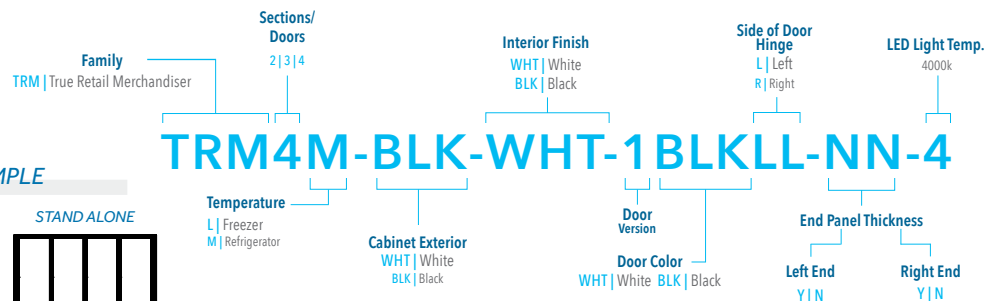 Sections/
Doors
2 | 3 | 4
Family
TRM | True Retail Merchandiser
Interior Finish
WHT | White
BLK | Black
Side of Door
Hinge
L | Left
R | Right
LED Light Temp.
4000k
TRM4M-BLK-WHT-1BLKLL-NN-4
STAND ALONE
Temperature
L | Freezer
M | Refrigerator
Cabinet Exterior
WHT | White
BLK | Black
Door
Version
Door Color
WHT | White BLK | Black
End Panel Thickness
Left End
Y | N
Right End
Y | N